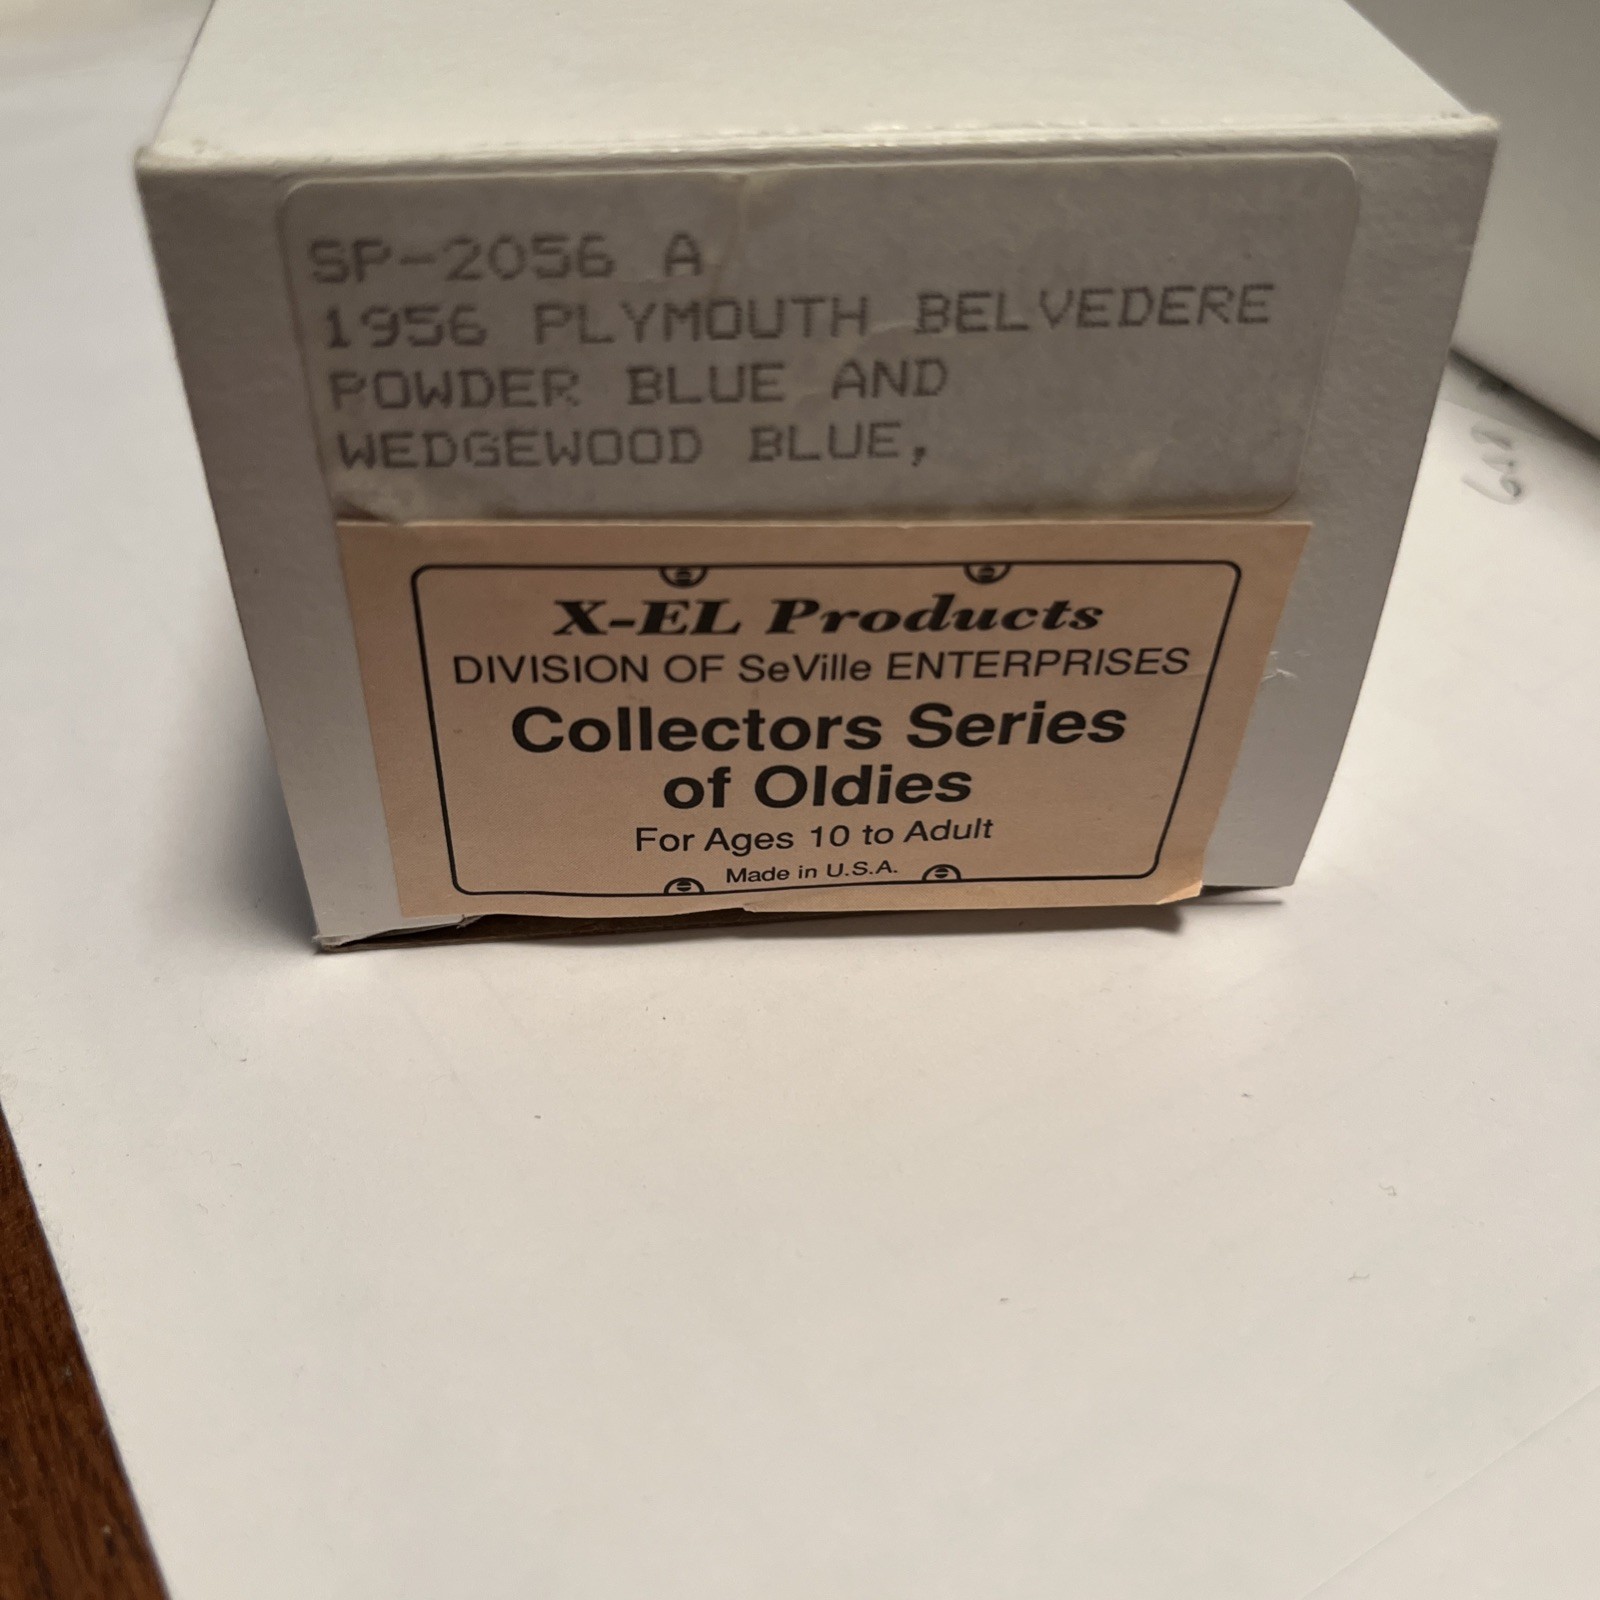 SP-2056 A
1956 PLYMOUTH BELVEDERE
POWDER BLUE AND
WEDGEWOOD BLUE,
X-EL Products
DIVISION OF SeVille ENTERPRISES
Collectors Series
of Oldies
For Ages 10 to Adult
Made in U.S.A.